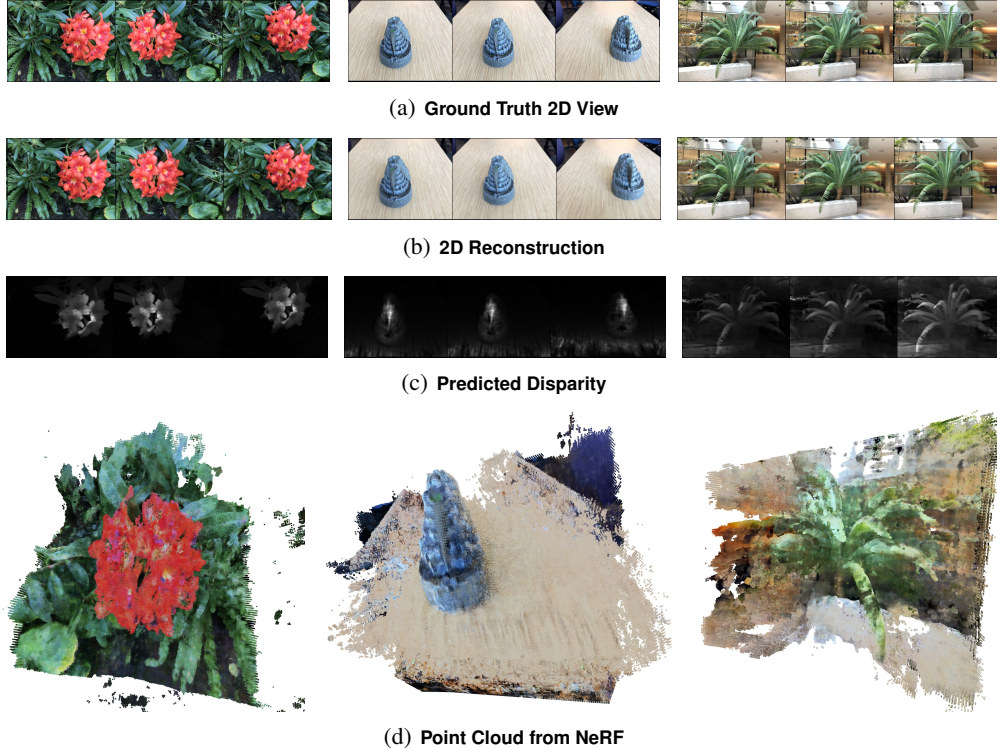 (a) Ground Truth 2D View
(b) 2D Reconstruction
(c) Predicted Disparity
(d) Point Cloud from NeRF